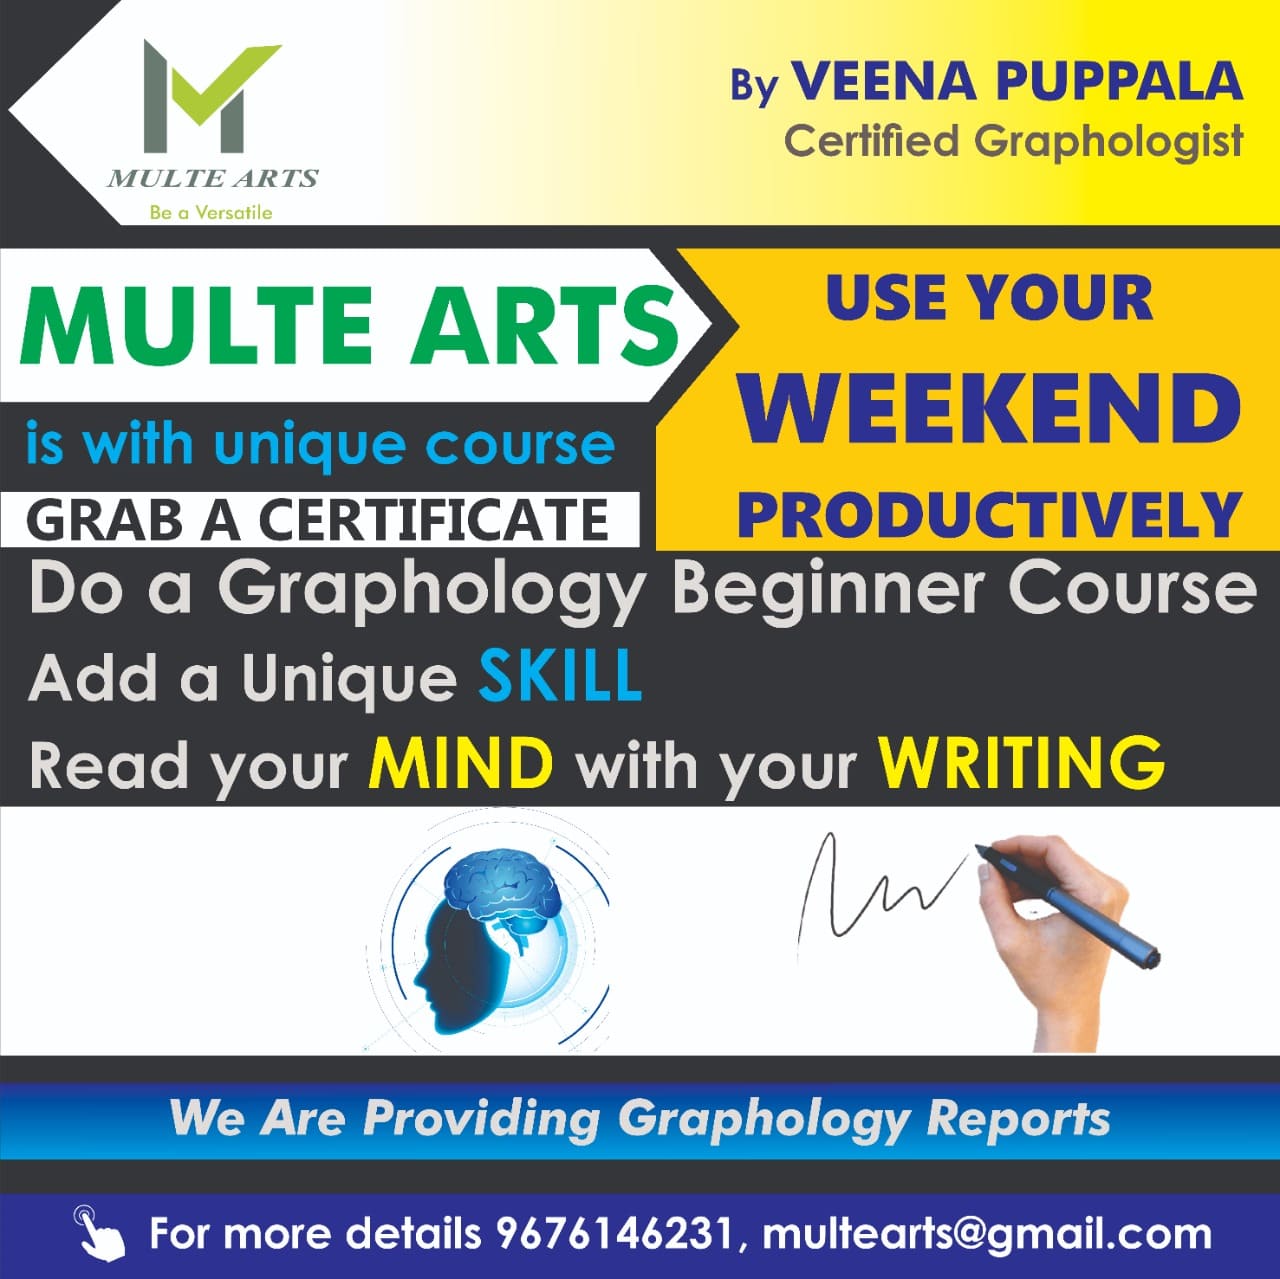 MULTE ARTS
Be a Versatile
By VEENA PUPPALA
Certified Graphologist
MULTE ARTS
is with unique course
GRAB A CERTIFICATE
USE YOUR
WEEKEND
PRODUCTIVELY
Do a Graphology Beginner Course
Add a Unique SKILL
Read your MIND with your WRITING
We Are Providing Graphology Reports
For more details 9676146231, multearts@gmail.com